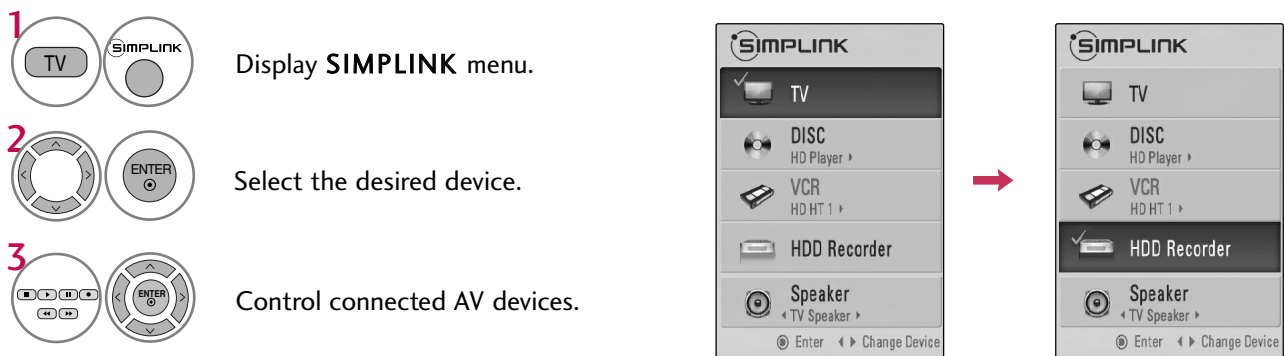 1
TV
SIMPLINK
Display SIMPLINK menu.
2
ENTER
Select the desired device.
3
ENTER
Control connected AV devices.
SIMPLINK
TV
DISC
HD Player
VCR
HD HT 1
HDD Recorder
Speaker
TV Speaker
Enter Change Device
SIMPLINK
TV
DISC
HD Player
VCR
HD HT 1
HDD Recorder
Speaker
TV Speaker
Enter Change Device